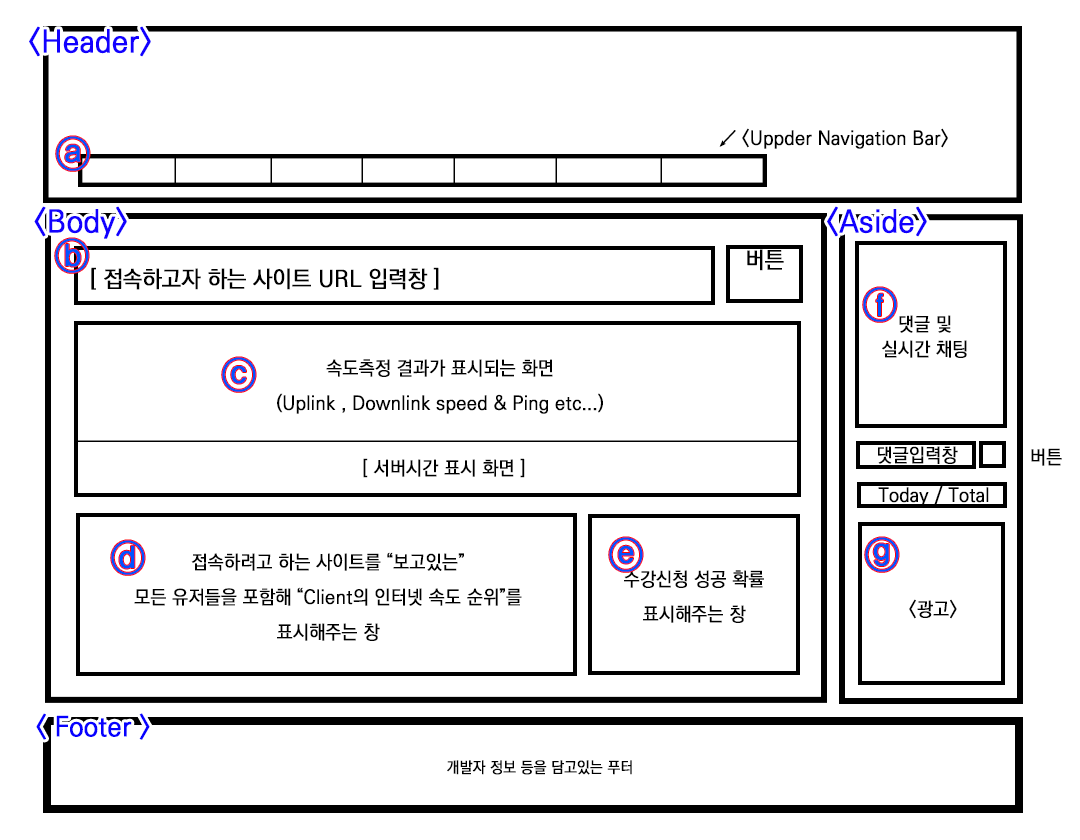 <Header>
ⓐ
↙ <Uppder Navigation Bar>
<Body>
ⓑ
[ 접속하고자 하는 사이트 URL 입력창 ]
버튼
ⓒ
속도측정 결과가 표시되는 화면
(Uplink , Downlink speed & Ping etc...)
[ 서버시간 표시 화면 ]
ⓓ
접속하려고 하는 사이트를 “보고있는”
모든 유저들을 포함해 “Client의 인터넷 속도 순위”를
표시해주는 창
ⓔ
수강신청 성공 확률
표시해주는 창
<Aside>
ⓕ
댓글 및
실시간 채팅
댓글입력창
버튼
Today / Total
ⓖ
<광고>
<Footer >
개발자 정보 등을 담고있는 푸터